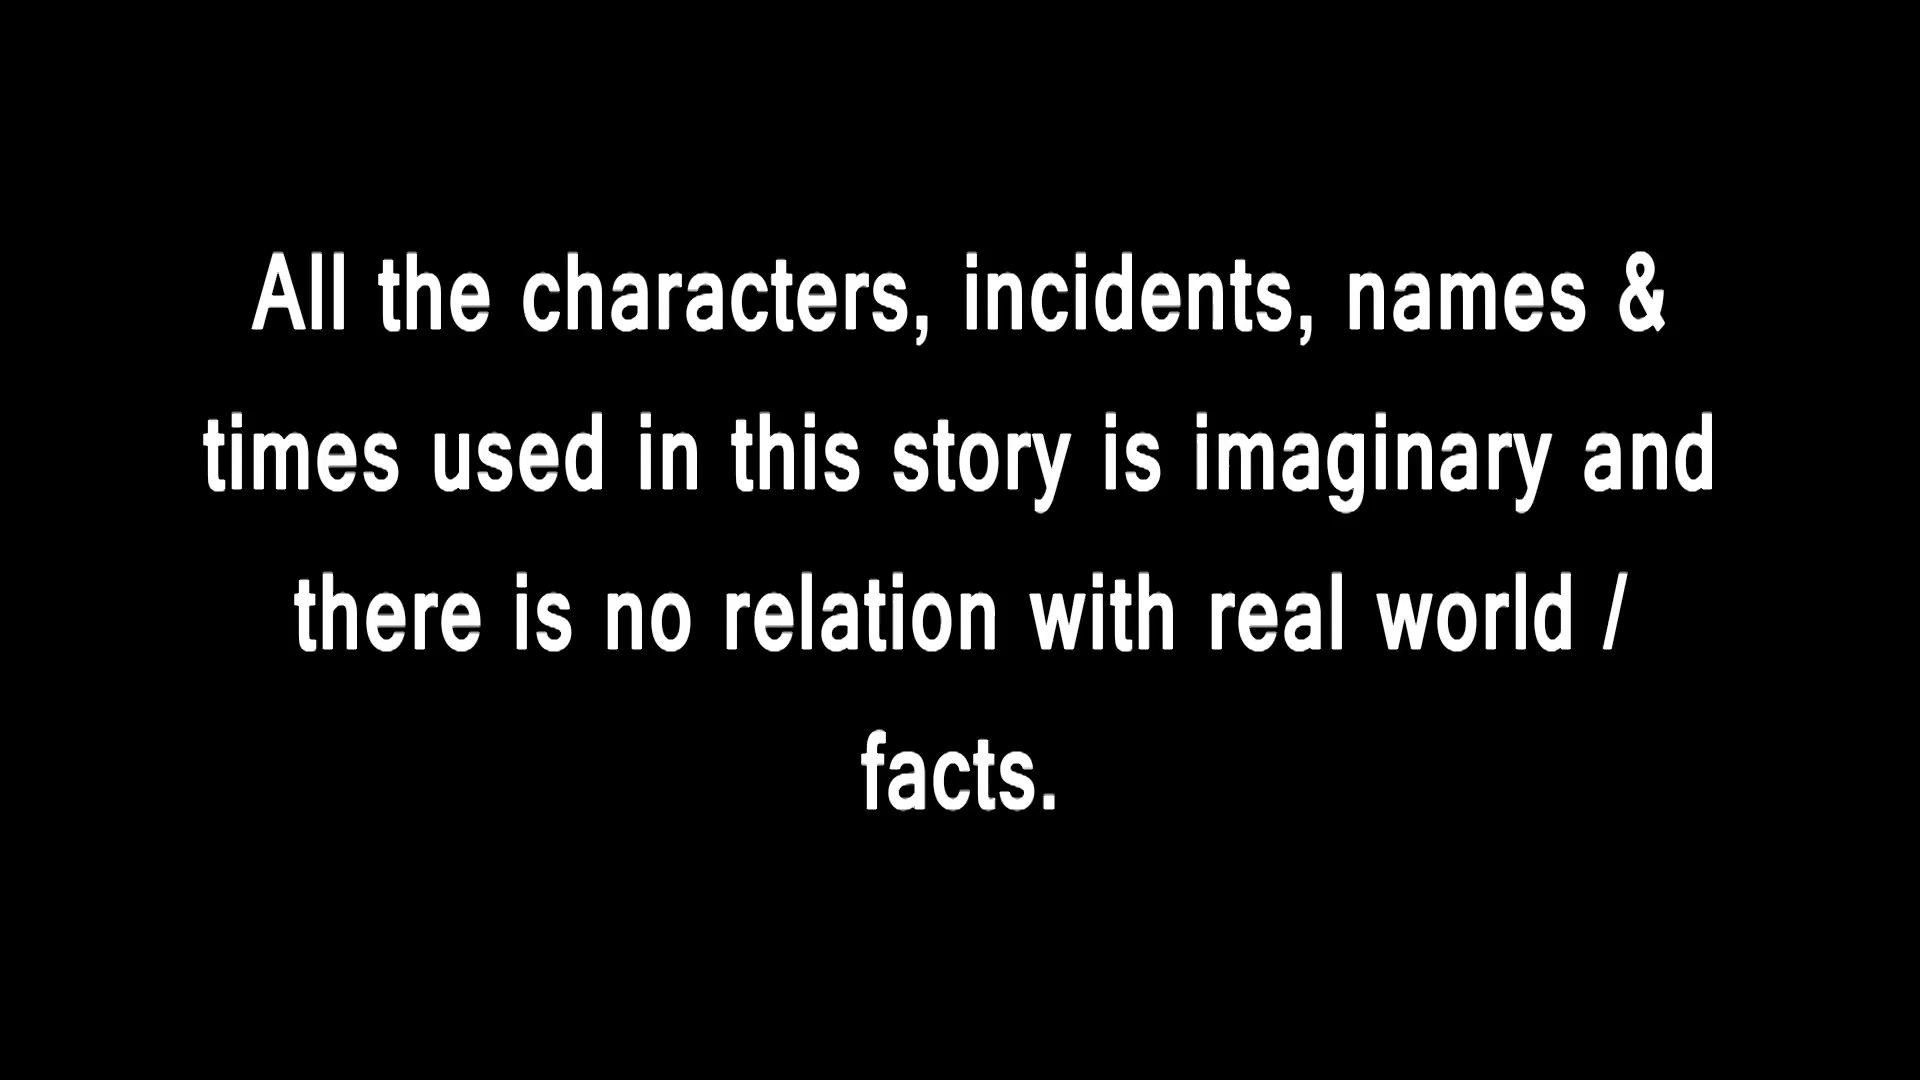 All the characters, incidents, names &
times used in this story is imaginary and
there is no relation with real world /
facts.